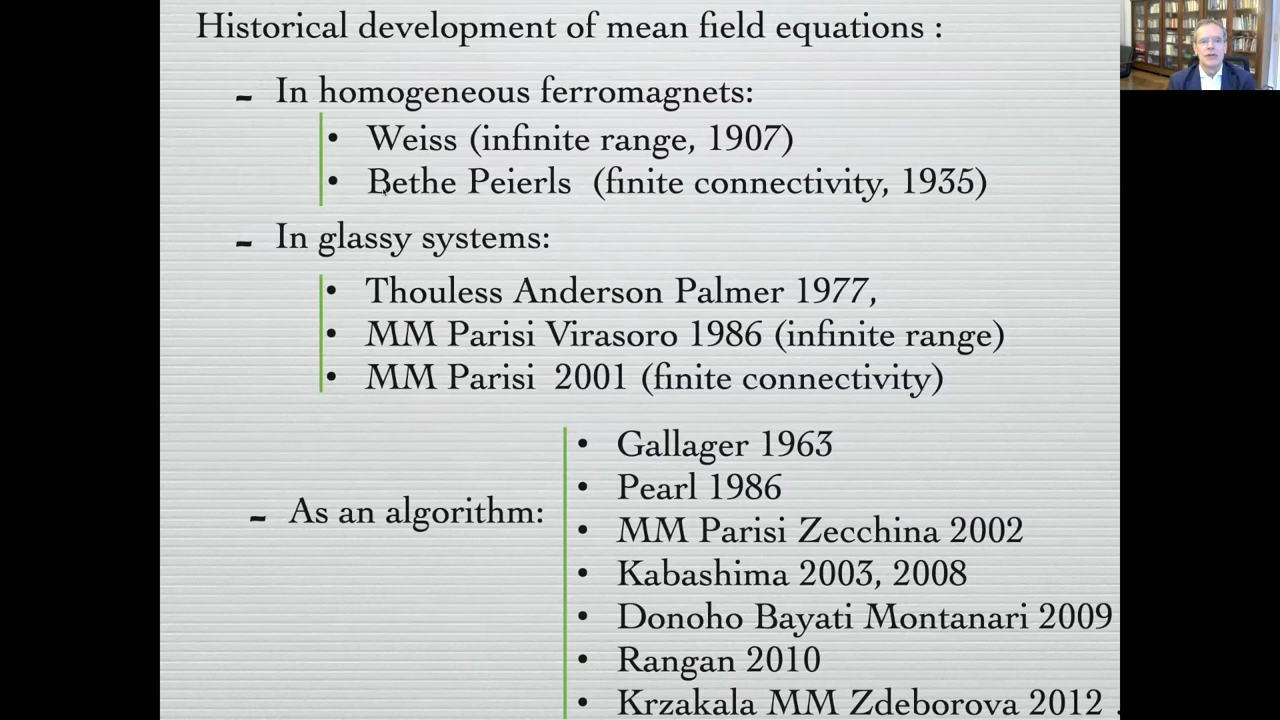 Historical development of mean field equations :
- In homogeneous ferromagnets:
• Weiss (infinite range, 1907)
• Bethe Peierls (finite connectivity, 1935)
- In glassy systems:
• Thouless Anderson Palmer 1977,
• MM Parisi Virasoro 1986 (infinite range)
• MM Parisi 2001 (finite connectivity)
- As an algorithm:
• Gallager 1963
• Pearl 1986
• MM Parisi Zecchina 2002
• Kabashima 2003, 2008
• Donoho Bayati Montanari 2009
• Rangan 2010
• Krzakala MM Zdeborova 2012 .